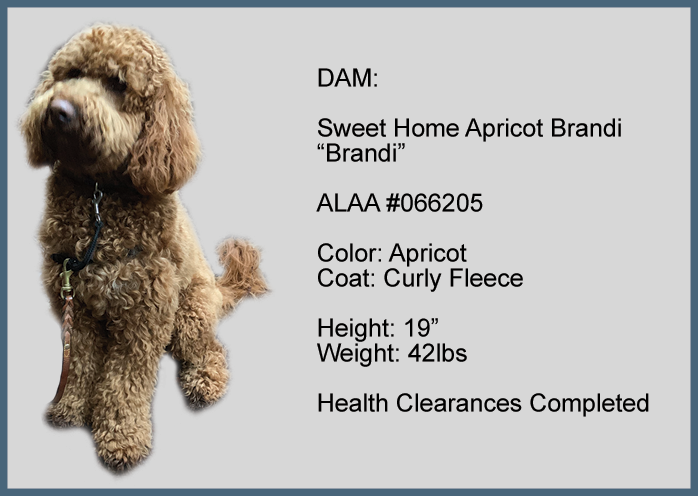 DAM:
Sweet Home Apricot Brandi
“Brandi”
ALAA #066205
Color: Apricot
Coat: Curly Fleece
Height: 19”
Weight: 42lbs
Health Clearances Completed